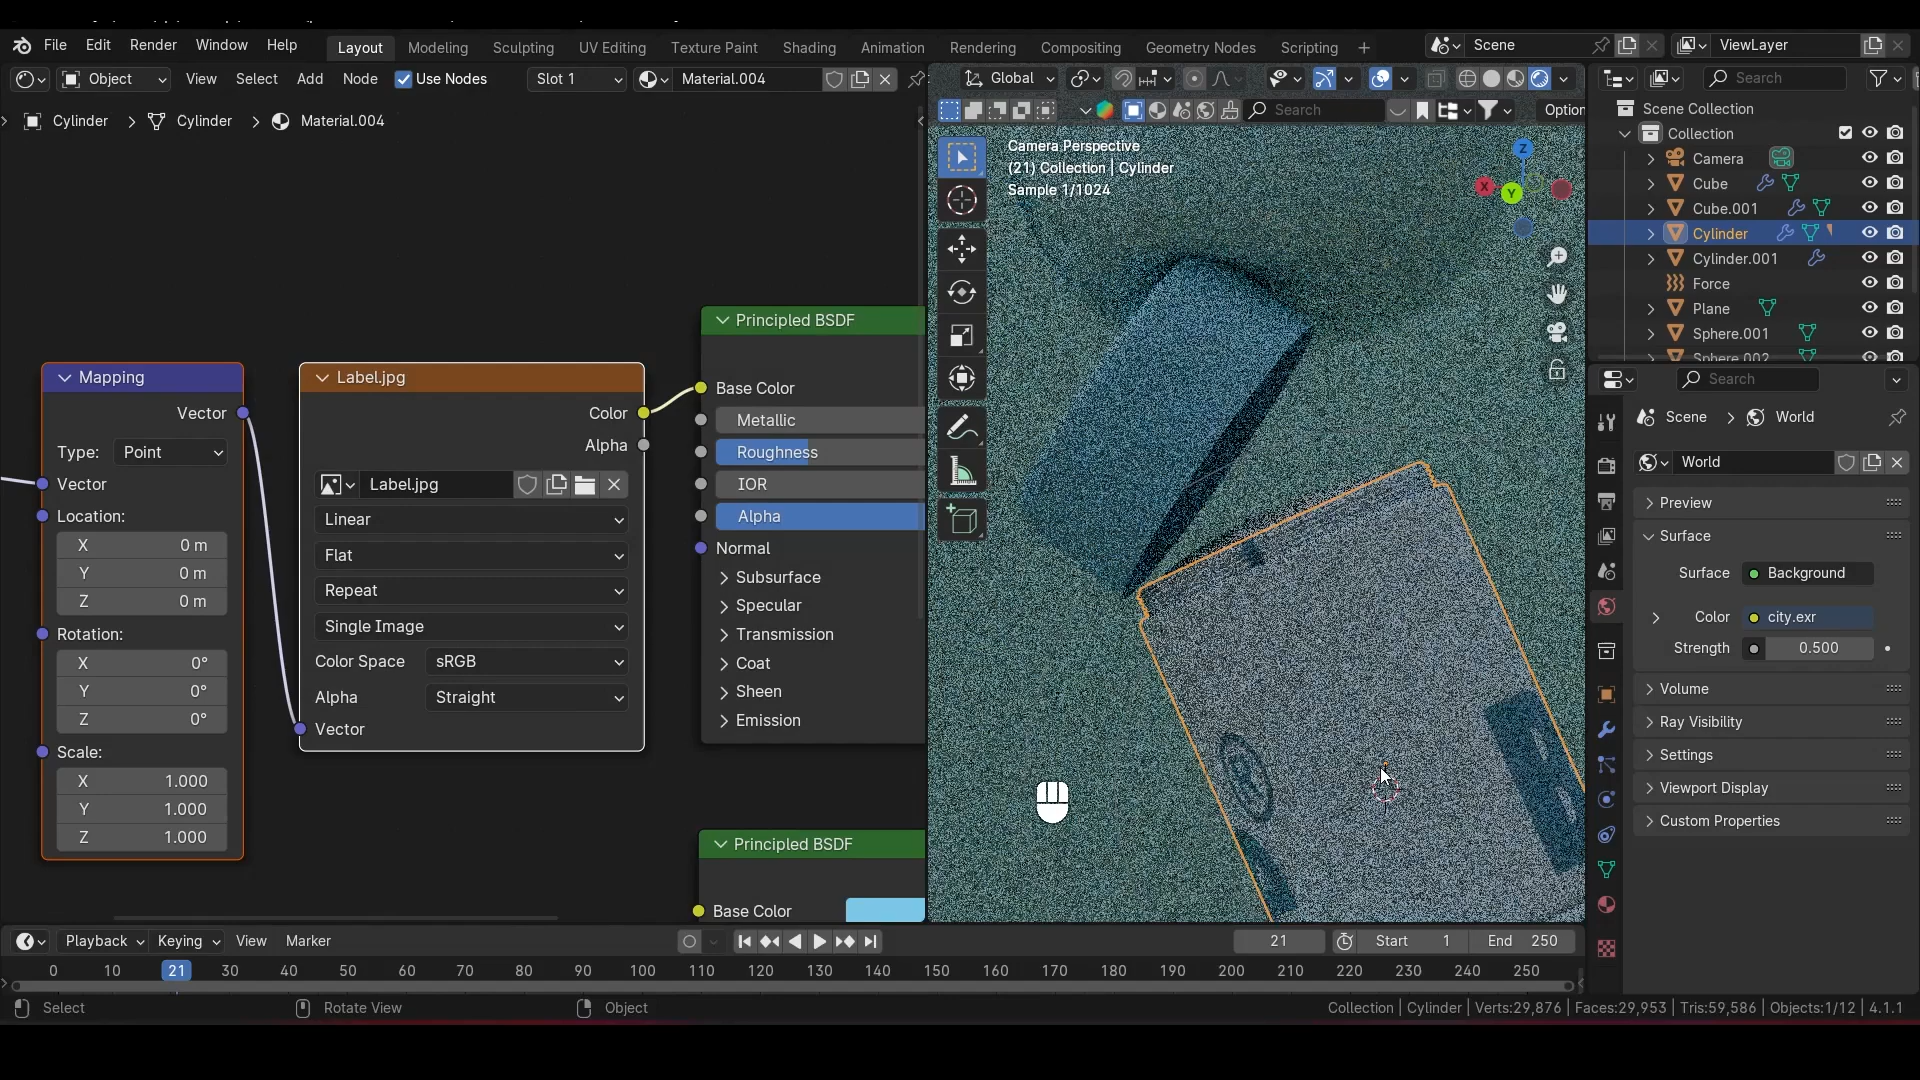 File Edit Render Window Help Layout Modeling Sculpting UV Editing Texture Paint Shading Animation Rendering Compositing Geometry Nodes Scripting Scene ViewLayer
Object View Select Add Node Use Nodes Slot 1 Material.004 Global Search
Search Option
Cylinder Cylinder Material.004
Camera Perspective
(21) Collection | Cylinder
Sample 1/1024
Z
X
Y
Scene Collection
Collection
Camera
Cube
Cube.001
Cylinder
Cylinder.001
Force
Plane
Sphere.001
Sphere.002
Mapping
Vector
Type: Point
Vector
Location:
X 0 m
Y 0 m
Z 0 m
Rotation:
X 0°
Y 0°
Z 0°
Scale:
X 1.000
Y 1.000
Z 1.000
Label.jpg
Color
Alpha
Label.jpg
Linear
Flat
Repeat
Single Image
Color Space sRGB
Alpha Straight
Vector
Principled BSDF
Base Color
Metallic
Roughness
IOR
Alpha
Normal
Subsurface
Specular
Transmission
Coat
Sheen
Emission
Principled BSDF
Base Color
Search
Scene World
World
Preview
Surface
Surface Background
Color city.exr
Strength 0.500
Volume
Ray Visibility
Settings
Viewport Display
Custom Properties
Playback Keying View Marker 21 Start 1 End 250
0 10 21 30 40 50 60 70 80 90 100 110 120 130 140 150 160 170 180 190 200 210 220 230 240 250
Select Rotate View Object Collection | Cylinder | Verts:29,876 | Faces:29,953 | Tris:59,586 | Objects:1/12 | 4.1.1